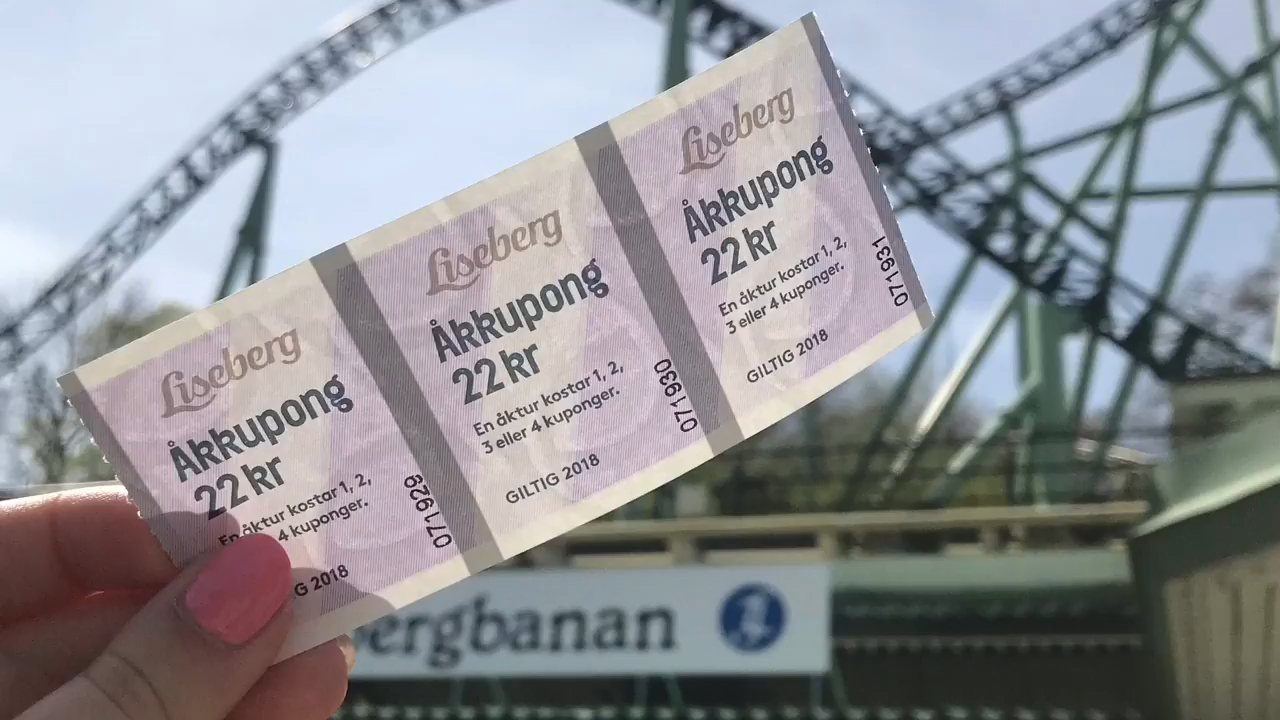 Liseberg
Åkkupong
22 kr
En åktur kostar 1, 2,
4 kuponger.
G 2018
071929
Liseberg
Åkkupong
22 kr
En åktur kostar 1, 2,
3 eller 4 kuponger.
GILTIG 2018
071930
Liseberg
Åkkupong
22 kr
En åktur kostar 1, 2,
3 eller 4 kuponger.
GILTIG 2018
071931
bergbanan